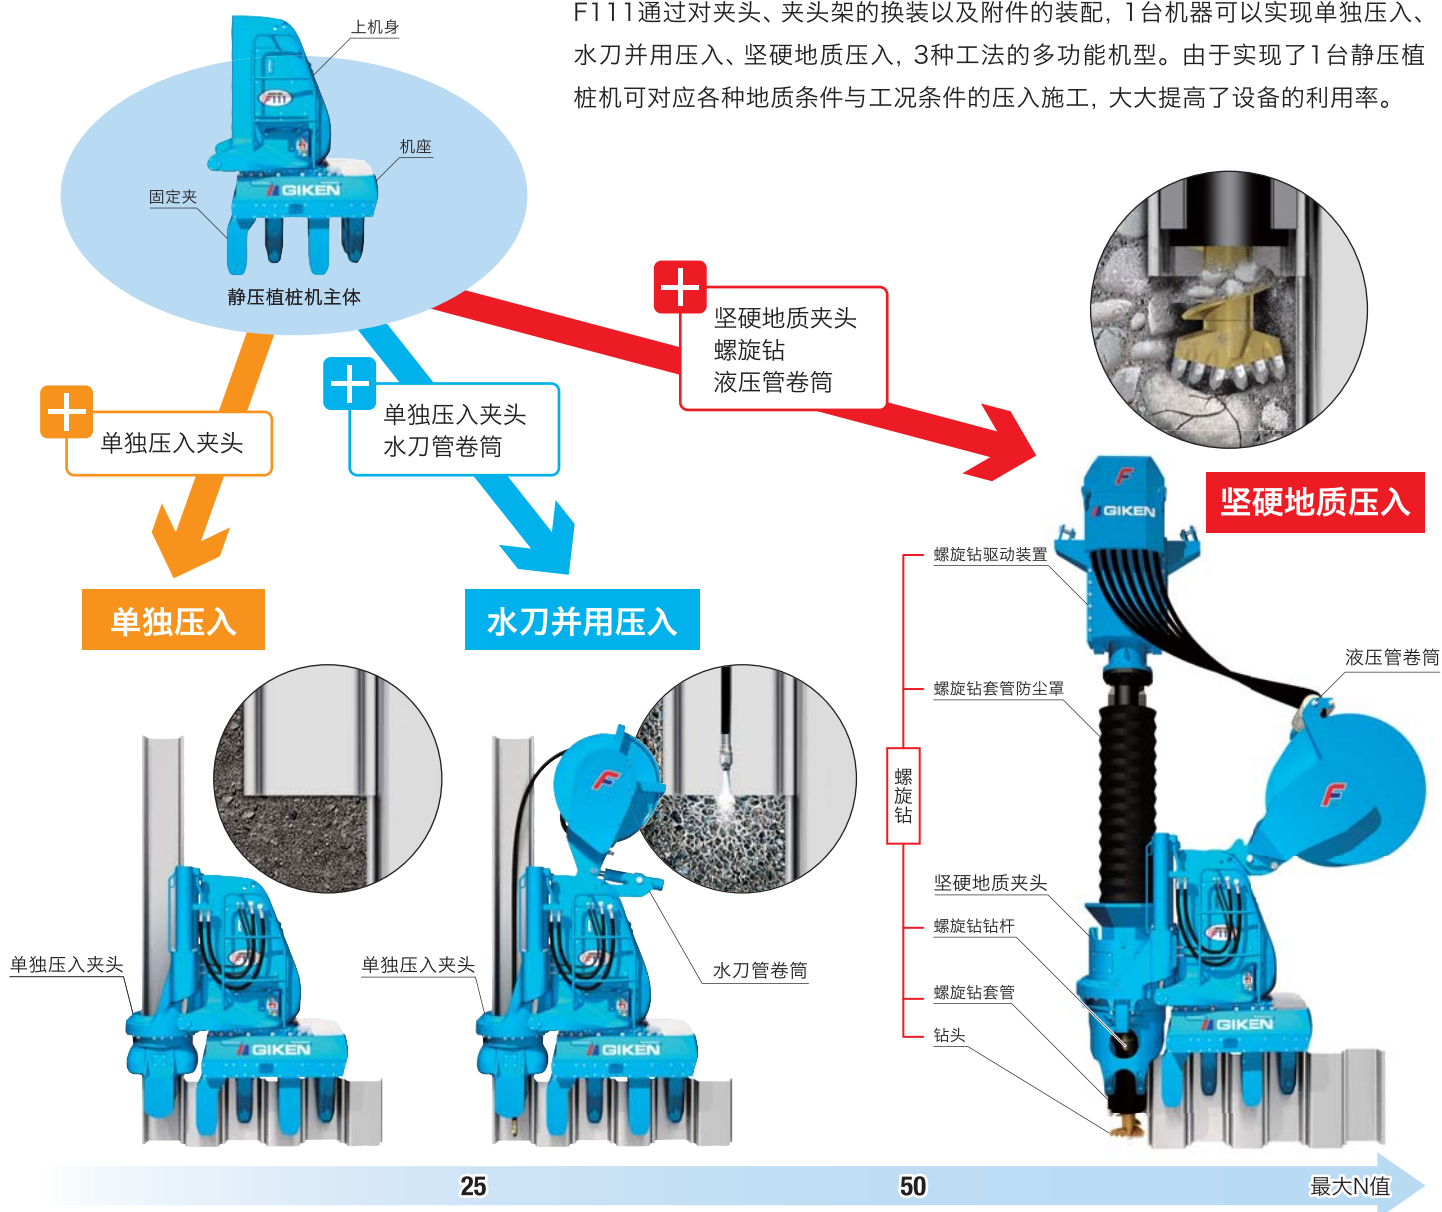 F111通过对夹头、夹头架的换装以及附件的装配，1台机器可以实现单独压入、
水刀并用压入、坚硬地质压入，3种工法的多功能机型。由于实现了1台静压植
桩机可对应各种地质条件与工况条件的压入施工，大大提高了设备的利用率。
上机身
F111
机座
GIKEN
固定夹
静压植桩机主体
坚硬地质夹头
螺旋钻
液压管卷筒
单独压入夹头
水刀管卷筒
单独压入夹头
坚硬地质压入
单独压入
水刀并用压入
F
GIKEN
螺旋钻驱动装置
液压管卷筒
螺旋钻套管防尘罩
F
F
螺旋钻
坚硬地质夹头
螺旋钻钻杆
单独压入夹头
F111
单独压入夹头
F111
水刀管卷筒
F111
螺旋钻套管
钻头
GIKEN
GIKEN
GIKEN
25
50
最大N值